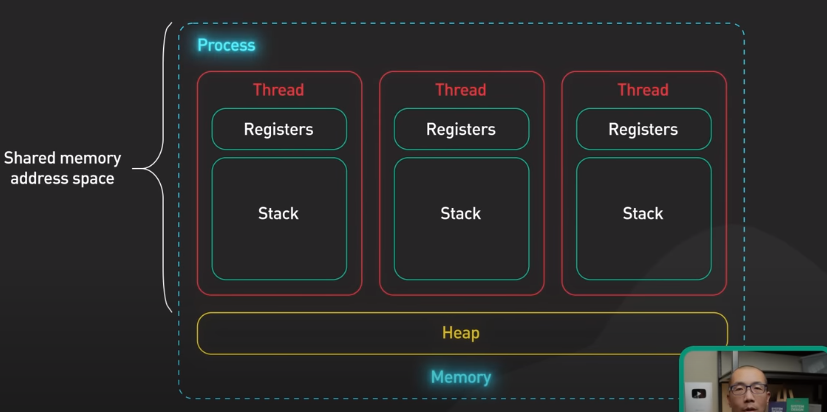 Process
Thread
Thread
Thread
Registers
Registers
Registers
Shared memory
address space
Stack
Stack
Stack
Heap
Memory